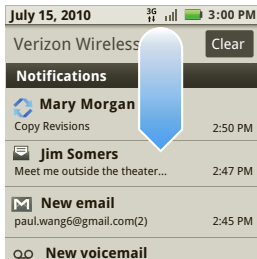 July 15, 2010 3G 3:00 PM
Verizon Wireless Clear
Notifications
Mary Morgan
Copy Revisions 2:50 PM
Jim Somers
Meet me outside the theater... 2:47 PM
New email
paul.wang6@gmail.com(2) 2:45 PM
New voicemail